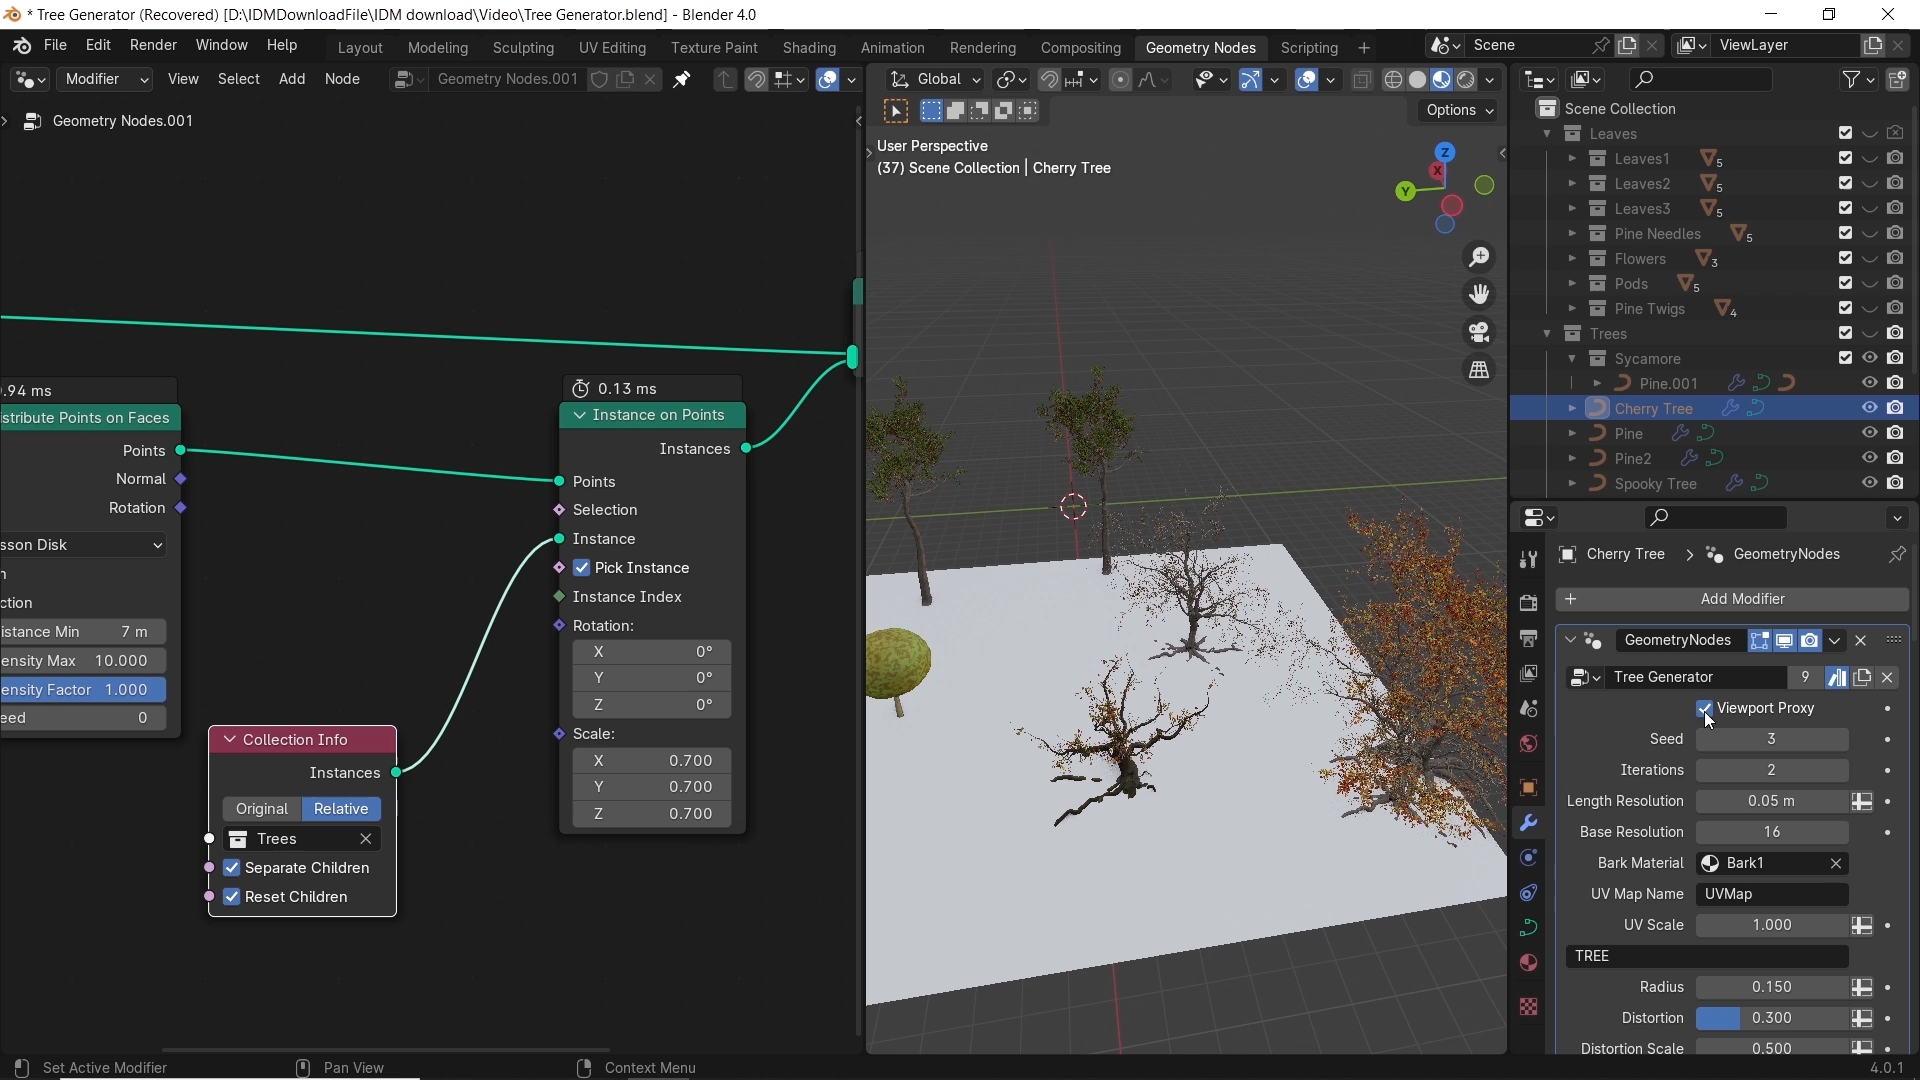 * Tree Generator (Recovered) [D:\IDMDownloadFile\IDM download\Video\Tree Generator.blend] - Blender 4.0
File Edit Render Window Help Layout Modeling Sculpting UV Editing Texture Paint Shading Animation Rendering Compositing Geometry Nodes Scripting + Scene ViewLayer
Modifier View Select Add Node Geometry Nodes.001 Global
Options
Geometry Nodes.001
User Perspective
(37) Scene Collection | Cherry Tree
Z
X
Y
.94 ms
istribute Points on Faces
Points
Normal
Rotation
sson Disk
n
ction
istance Min 7 m
ensity Max 10.000
ensity Factor 1.000
eed 0
Collection Info
Instances
Original Relative
Trees
Separate Children
Reset Children
0.13 ms
Instance on Points
Instances
Points
Selection
Instance
Pick Instance
Instance Index
Rotation:
X 0°
Y 0°
Z 0°
Scale:
X 0.700
Y 0.700
Z 0.700
Scene Collection
Leaves
Leaves1 5
Leaves2 5
Leaves3 5
Pine Needles 5
Flowers 3
Pods 5
Pine Twigs 4
Trees
Sycamore
Pine.001
Cherry Tree
Pine
Pine2
Spooky Tree
Cherry Tree > GeometryNodes
+ Add Modifier
GeometryNodes
Tree Generator 9
Viewport Proxy
Seed 3
Iterations 2
Length Resolution 0.05 m
Base Resolution 16
Bark Material Bark1
UV Map Name UVMap
UV Scale 1.000
TREE
Radius 0.150
Distortion 0.300
Distortion Scale 0.500
Set Active Modifier Pan View Context Menu 4.0.1